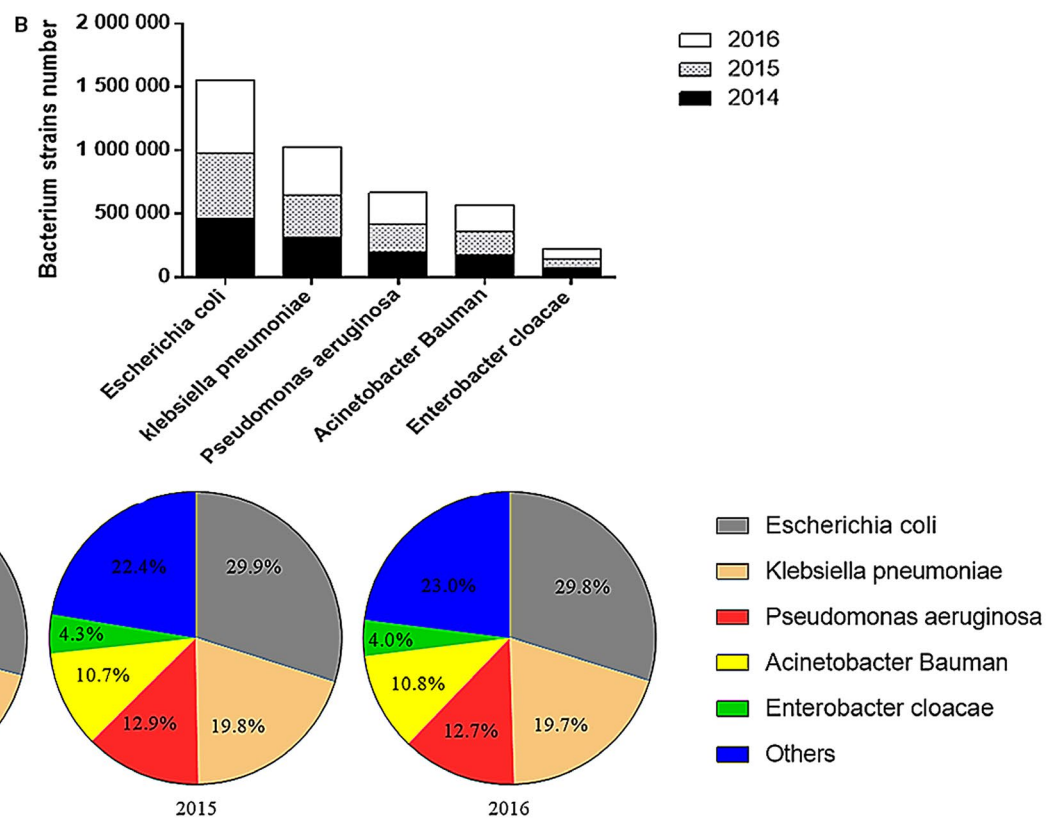 B
Bacterium strains number
2 000 000
1 500 000
1 000 000
500 000
0
2016
2015
2014
Escherichia coli
klebsiella pneumoniae
Pseudomonas aeruginosa
Acinetobacter Bauman
Enterobacter cloacae
22.4%
29.9%
4.3%
10.7%
12.9%
19.8%
2015
23.0%
29.8%
4.0%
10.8%
12.7%
19.7%
2016
Escherichia coli
Klebsiella pneumoniae
Pseudomonas aeruginosa
Acinetobacter Bauman
Enterobacter cloacae
Others